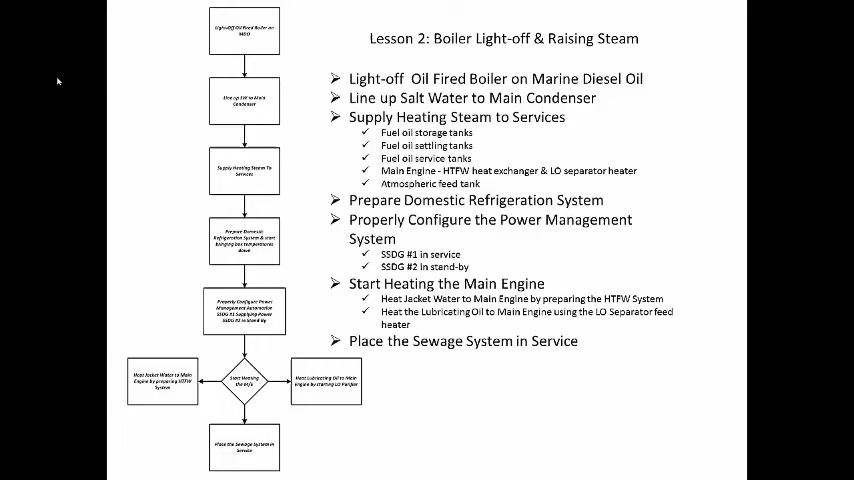 Light-Off Oil Fired Boiler on
MDO
Line up SW to Main
Condenser
Supply Heating Steam To
Services
Prepare Domestic
Refrigeration System & start
bringing box temperatures
down
Properly Configure Power
Management Automation
SSDG #1 Supplying Power
SSDG #2 in Stand By
Heat Jacket Water to Main
Engine by preparing HTFW
System
Start Heating
the M/E
Heat Lubricating Oil to Main
Engine by starting LO Purifier
Place the Sewage System in
Service
Lesson 2: Boiler Light-off & Raising Steam
Light-off Oil Fired Boiler on Marine Diesel Oil
Line up Salt Water to Main Condenser
Supply Heating Steam to Services
Fuel oil storage tanks
Fuel oil settling tanks
Fuel oil service tanks
Main Engine - HTFW heat exchanger & LO separator heater
Atmospheric feed tank
Prepare Domestic Refrigeration System
Properly Configure the Power Management
System
SSDG #1 in service
SSDG #2 in stand-by
Start Heating the Main Engine
Heat Jacket Water to Main Engine by preparing the HTFW System
Heat the Lubricating Oil to Main Engine using the LO Separator feed
heater
Place the Sewage System in Service